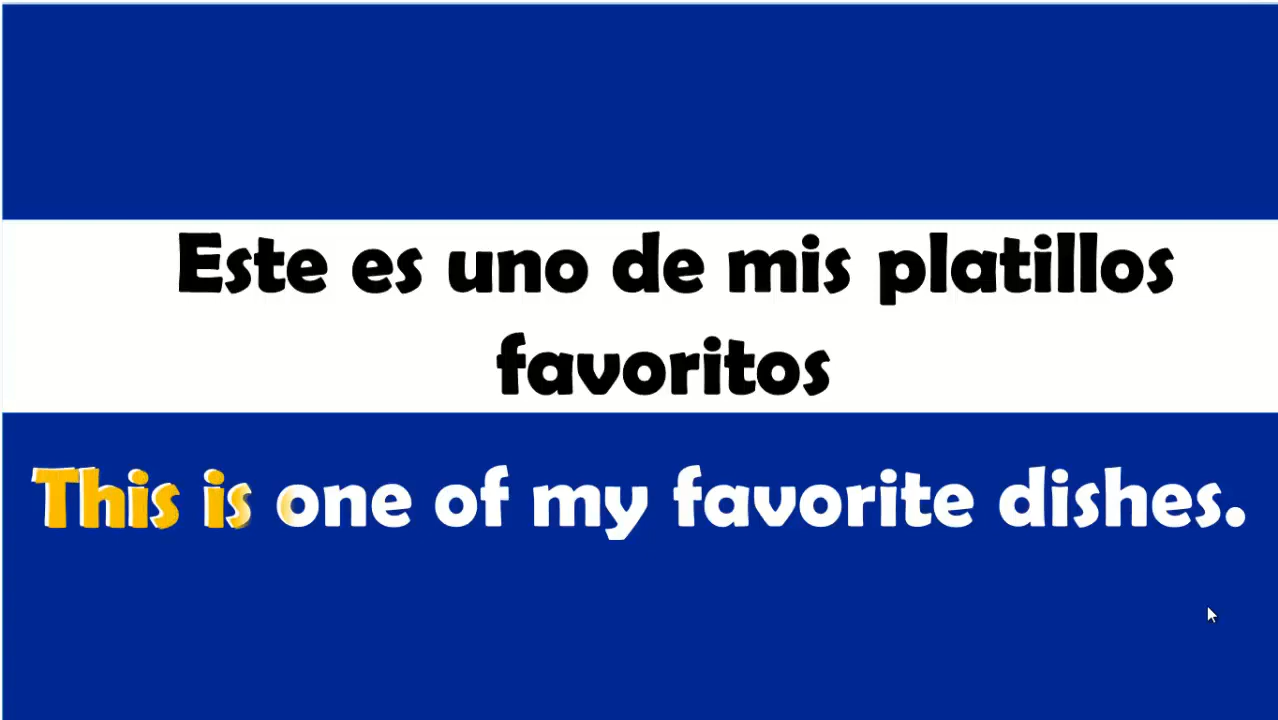 Este es uno de mis platillos
favoritos
This is one of my favorite dishes.